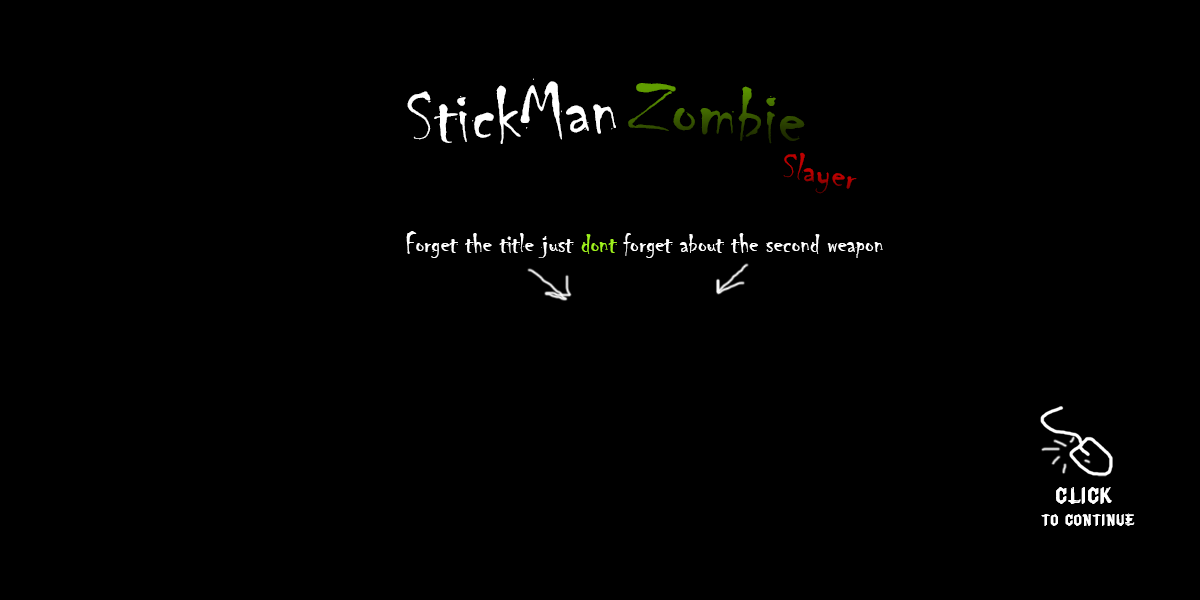 StickMan Zombie
Slayer
Forget the title just dont forget about the second weapon
CLICK
TO CONTINUE